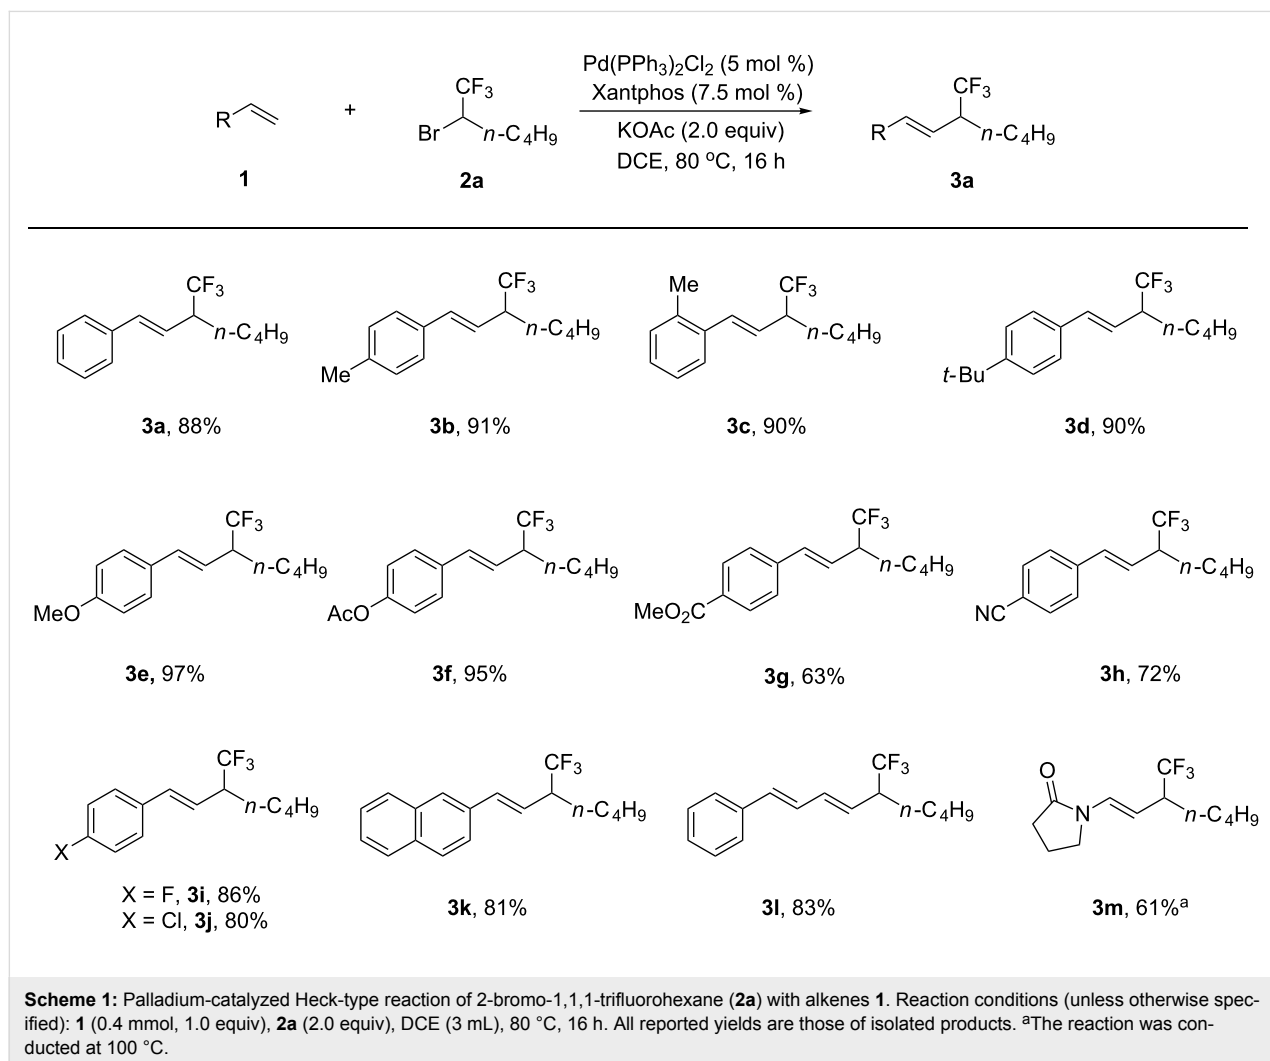 Pd(PPh3)2Cl2 (5 mol %)
Xantphos (7.5 mol %)
KOAc (2.0 equiv)
DCE, 80 ºC, 16 h
R
+
CF3
Br
n-C4H9
CF3
R
n-C4H9
1
2a
3a
CF3
n-C4H9
3a, 88%
CF3
n-C4H9
Me
3b, 91%
Me
CF3
n-C4H9
3c, 90%
CF3
n-C4H9
t-Bu
3d, 90%
CF3
n-C4H9
MeO
3e, 97%
CF3
n-C4H9
AcO
3f, 95%
CF3
n-C4H9
MeO2C
3g, 63%
CF3
n-C4H9
NC
3h, 72%
CF3
n-C4H9
X
X = F, 3i, 86%
X = Cl, 3j, 80%
CF3
n-C4H9
3k, 81%
CF3
n-C4H9
3l, 83%
O
N
CF3
n-C4H9
3m, 61%a
Scheme 1: Palladium-catalyzed Heck-type reaction of 2-bromo-1,1,1-trifluorohexane (2a) with alkenes 1. Reaction conditions (unless otherwise spec-
ified): 1 (0.4 mmol, 1.0 equiv), 2a (2.0 equiv), DCE (3 mL), 80 °C, 16 h. All reported yields are those of isolated products. aThe reaction was con-
ducted at 100 °C.